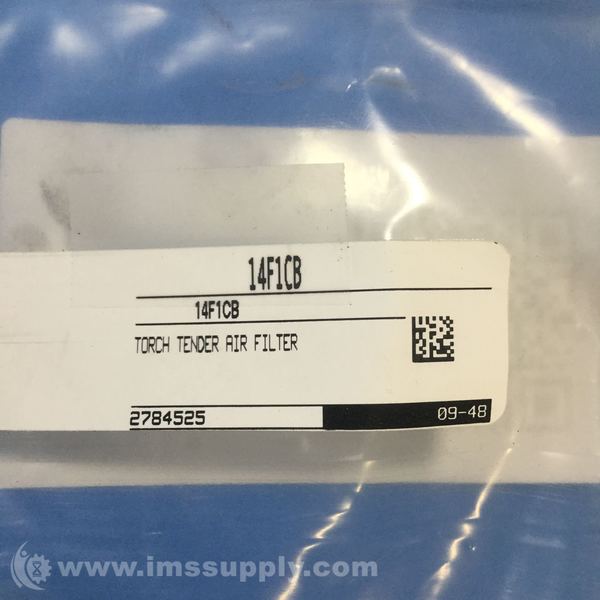 14F1CB
14F1CB
TORCH TENDER AIR FILTER
2784525 09-48
www.imssupply.com